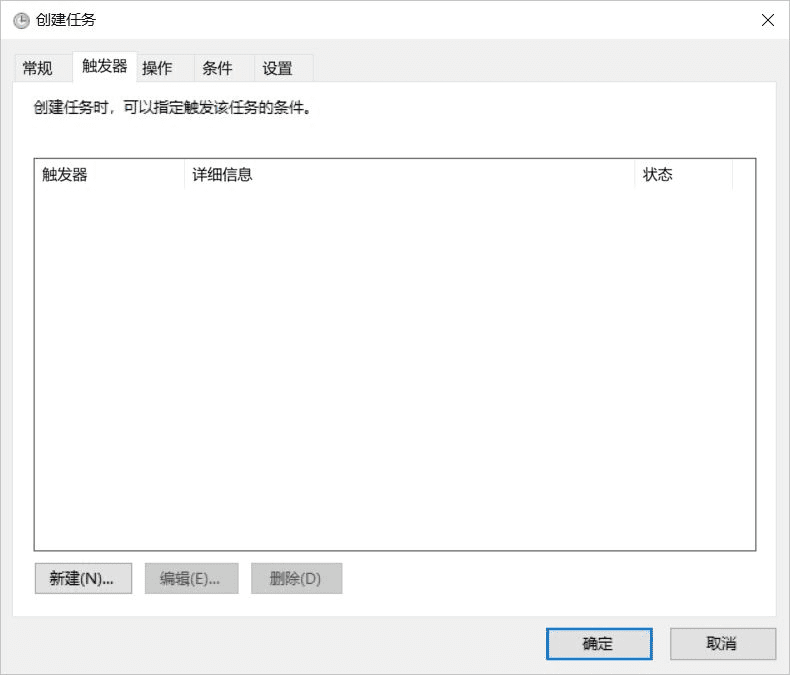 创建任务
常规 触发器 操作 条件 设置
创建任务时，可以指定触发该任务的条件。
触发器 详细信息 状态
新建(N)... 编辑(E)... 删除(D)
确定 取消